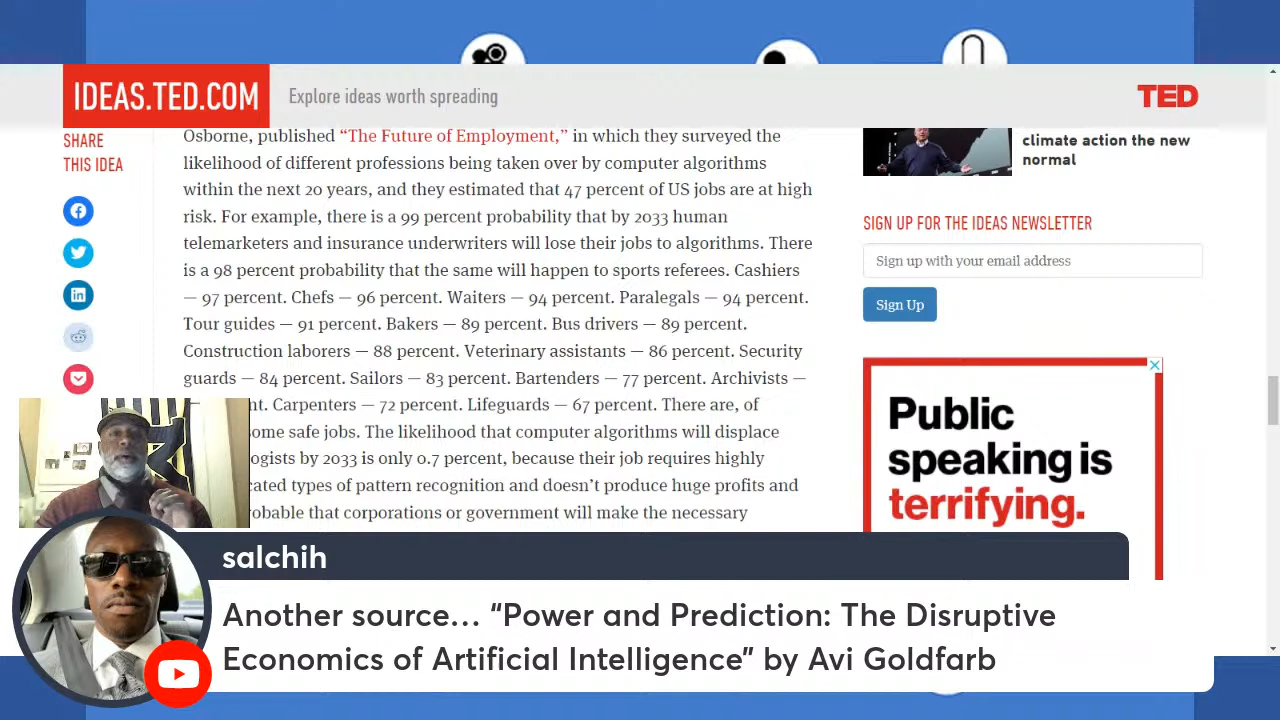 IDEAS.TED.COM
Explore ideas worth spreading
TED
SHARE
THIS IDEA
Osborne, published “The Future of Employment,” in which they surveyed the
likelihood of different professions being taken over by computer algorithms
within the next 20 years, and they estimated that 47 percent of US jobs are at high
risk. For example, there is a 99 percent probability that by 2033 human
telemarketers and insurance underwriters will lose their jobs to algorithms. There
is a 98 percent probability that the same will happen to sports referees. Cashiers
— 97 percent. Chefs — 96 percent. Waiters — 94 percent. Paralegals — 94 percent.
Tour guides — 91 percent. Bakers — 89 percent. Bus drivers — 89 percent.
Construction laborers — 88 percent. Veterinary assistants — 86 percent. Security
guards — 84 percent. Sailors — 83 percent. Bartenders — 77 percent. Archivists —
nt. Carpenters — 72 percent. Lifeguards — 67 percent. There are, of
ome safe jobs. The likelihood that computer algorithms will displace
ogists by 2033 is only 0.7 percent, because their job requires highly
cated types of pattern recognition and doesn’t produce huge profits and
robable that corporations or government will make the necessary
climate action the new
normal
SIGN UP FOR THE IDEAS NEWSLETTER
Sign up with your email address
Sign Up
Public
speaking is
terrifying.
salchih
Another source... “Power and Prediction: The Disruptive
Economics of Artificial Intelligence” by Avi Goldfarb